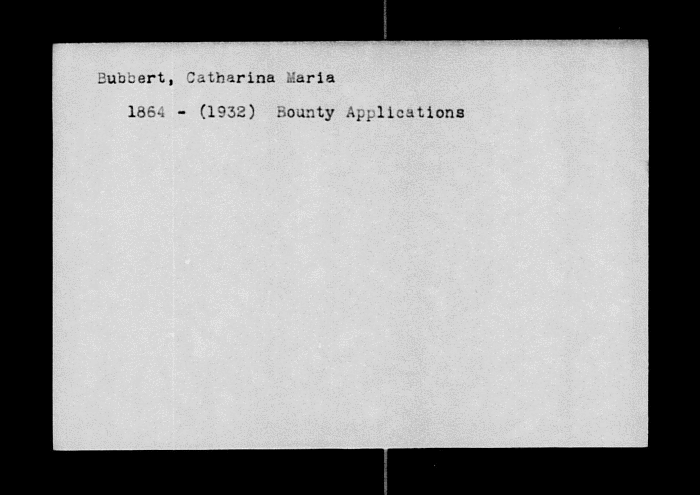 Bubbert, Catharina Maria
1864 - (1932) Bounty Applications